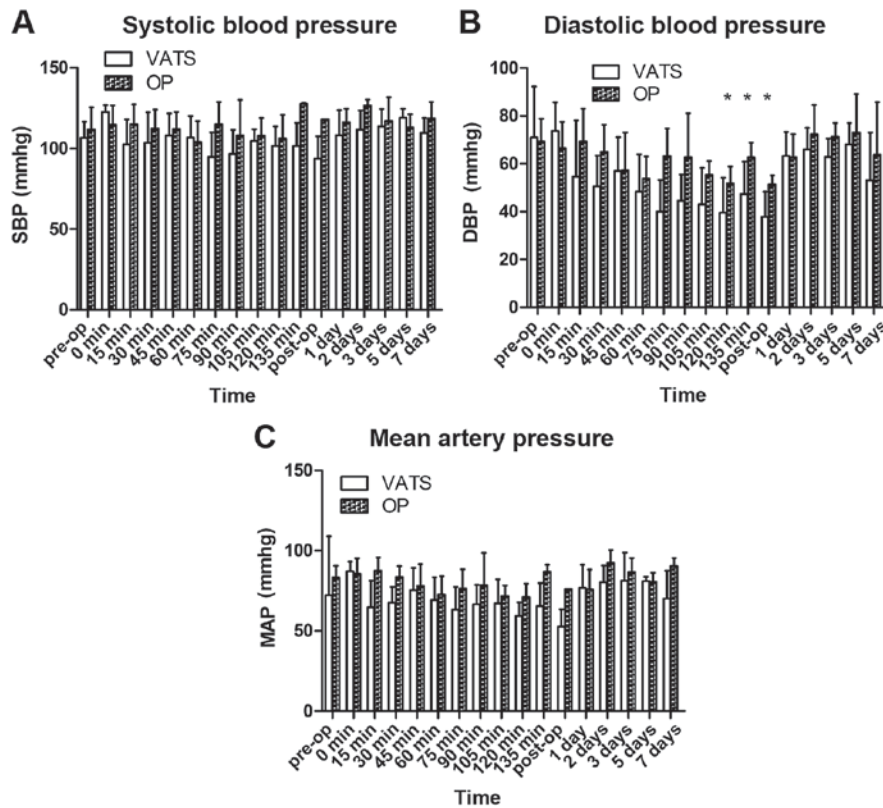 A Systolic blood pressure
VATS
OP
150
100
50
0
SBP (mmhg)
pre-op
0 min
15 min
30 min
45 min
60 min
75 min
90 min
105 min
120 min
135 min
post-op
1 day
2 days
3 days
5 days
7 days
Time
B Diastolic blood pressure
VATS
OP
100
80
60
40
20
0
* * *
DBP (mmhg)
pre-op
0 min
15 min
30 min
45 min
60 min
75 min
90 min
105 min
120 min
135 min
post-op
1 day
2 days
3 days
5 days
7 days
Time
C Mean artery pressure
VATS
OP
150
100
50
0
MAP (mmhg)
pre-op
0 min
15 min
30 min
45 min
60 min
75 min
90 min
105 min
120 min
135 min
post-op
1 day
2 days
3 days
5 days
7 days
Time